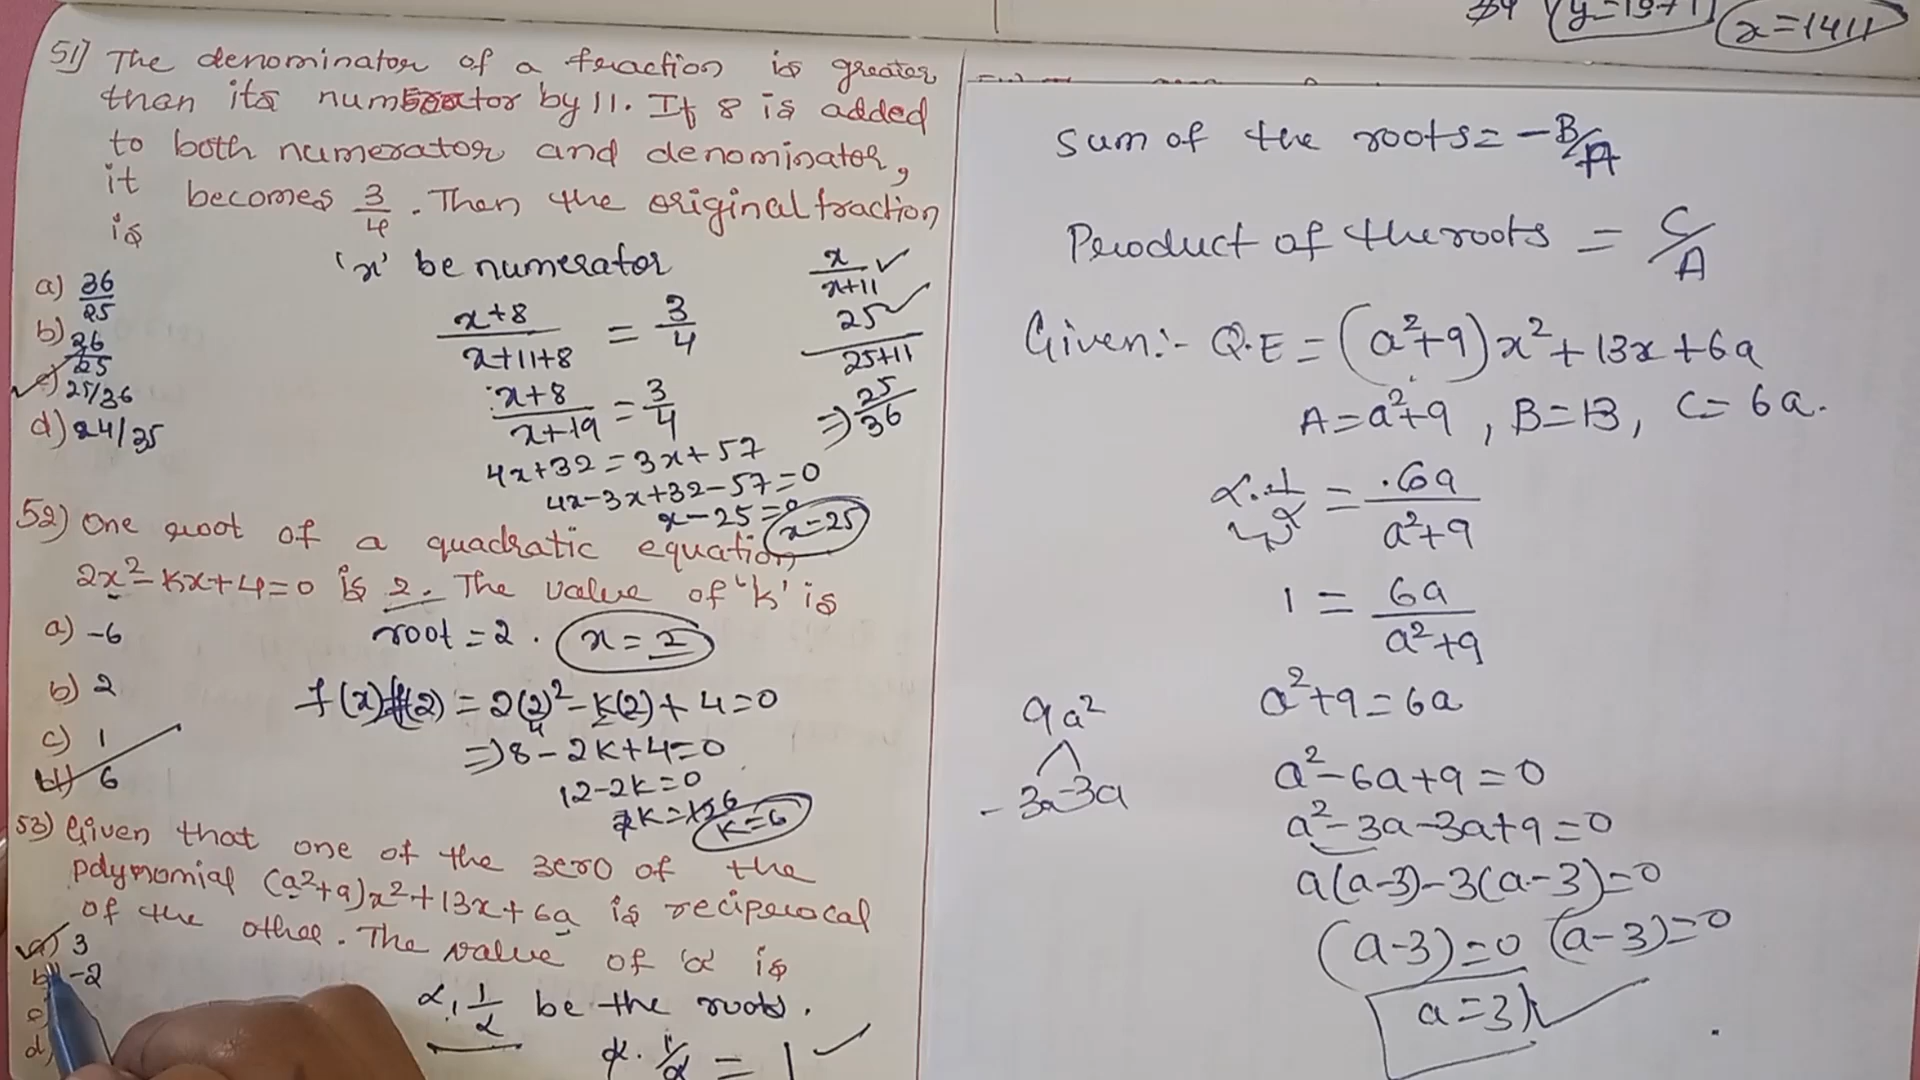 y=1971
x=1411
51) The denominator of a fraction is greater
than its numerator by 11. If 8 is added
to both numerator and denominator,
it becomes 3/4. Then the original fraction
is
'x' be numerator
a) 36/25
b) 26/25
c) 25/36
d) 24/35
x+8/x+11+8 = 3/4
x+8/x+19 = 3/4
4x+32=3x+57
4x-3x+32-57=0
x-25=0
x=25
x/x+11
25/25+11
⇒ 25/36
52) One root of a quadratic equation
2x²-kx+4=0 is 2. The value of 'k' is
a) -6
b) 2
c) 1
d) 6
root=2. x=2
f(x)f(2) = 2(2)²-k(2)+4=0
4
⇒8-2k+4=0
12-2k=0
k=6
53) Given that one of the zero of the
polynomial (a²+9)x²+13x+6a is reciprocal
of the other. The value of 'a' is
a) 3
b) -2
c)
d)
α, 1/α be the roots.
α. 1/α = 1
Sum of the roots = -B/A
Product of the roots = C/A
Given:- Q.E = (a²+9)x²+13x+6a
A=a²+9, B=13, C=6a.
α.1/α = .6a/a²+9
1 = 6a/a²+9
a²+9=6a
a²-6a+9=0
a²-3a-3a+9=0
a(a-3)-3(a-3)=0
(a-3)=0 (a-3)=0
a=3
9a²
-3a-3a